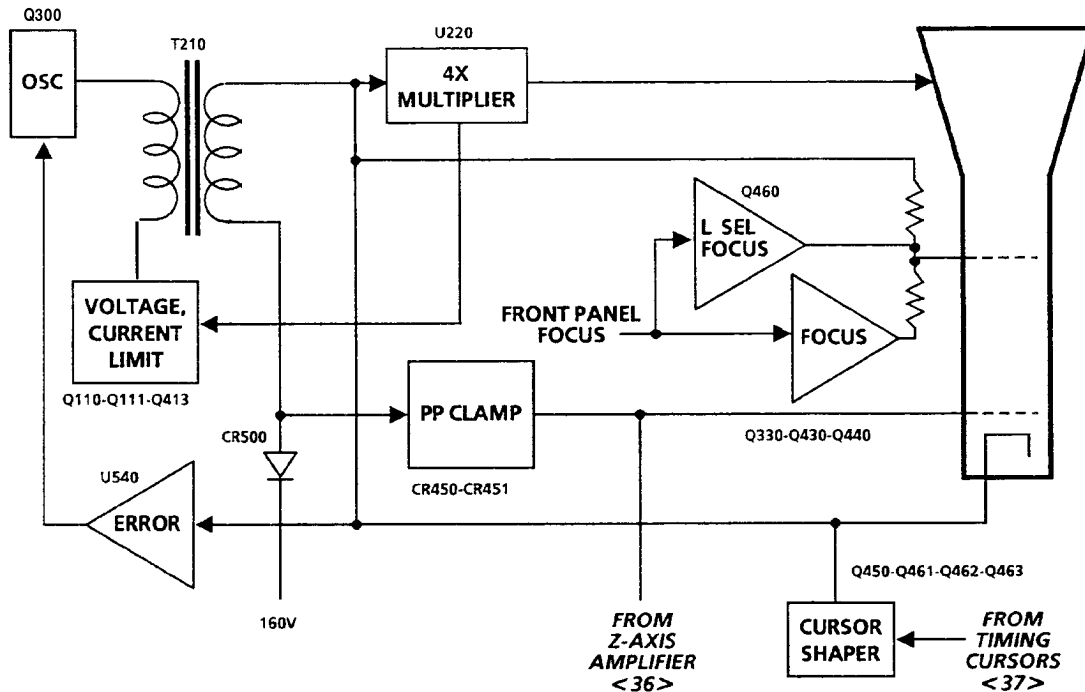 Q300
OSC
T210
U220
4X
MULTIPLIER
Q460
L SEL
FOCUS
VOLTAGE,
CURRENT
LIMIT
FRONT PANEL
FOCUS
FOCUS
Q110-Q111-Q413
PP CLAMP
CR500
Q330-Q430-Q440
CR450-CR451
U540
ERROR
Q450-Q461-Q462-Q463
160V
FROM
Z-AXIS
AMPLIFIER
<36>
CURSOR
SHAPER
FROM
TIMING
CURSORS
<37>